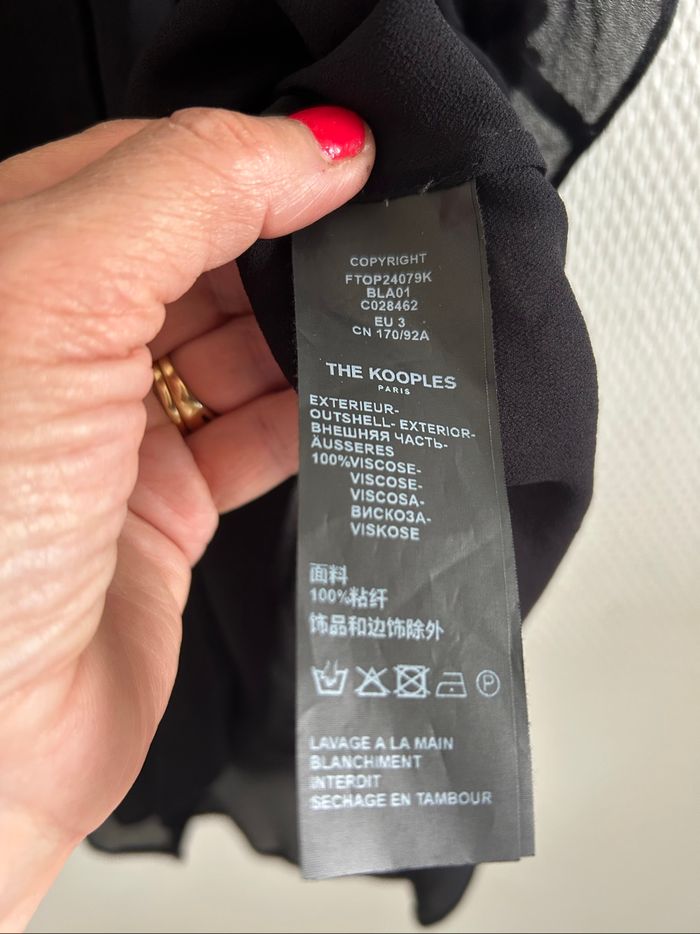 COPYRIGHT
FTOP24079K
BLA01
C028462
EU 3
CN 170/92A
THE KOOPLES
PARIS
EXTERIEUR-
OUTSHELL- EXTERIOR-
ВНЕШНЯЯ ЧАСТЬ-
ÄUSSERES
100%VISCOSE-
VISCOSE-
VISCOSA-
ВИСКОЗА-
VISKOSE
面料
100%粘纤
饰品和边饰除外
P
LAVAGE A LA MAIN
BLANCHIMENT
INTERDIT
SECHAGE EN TAMBOUR